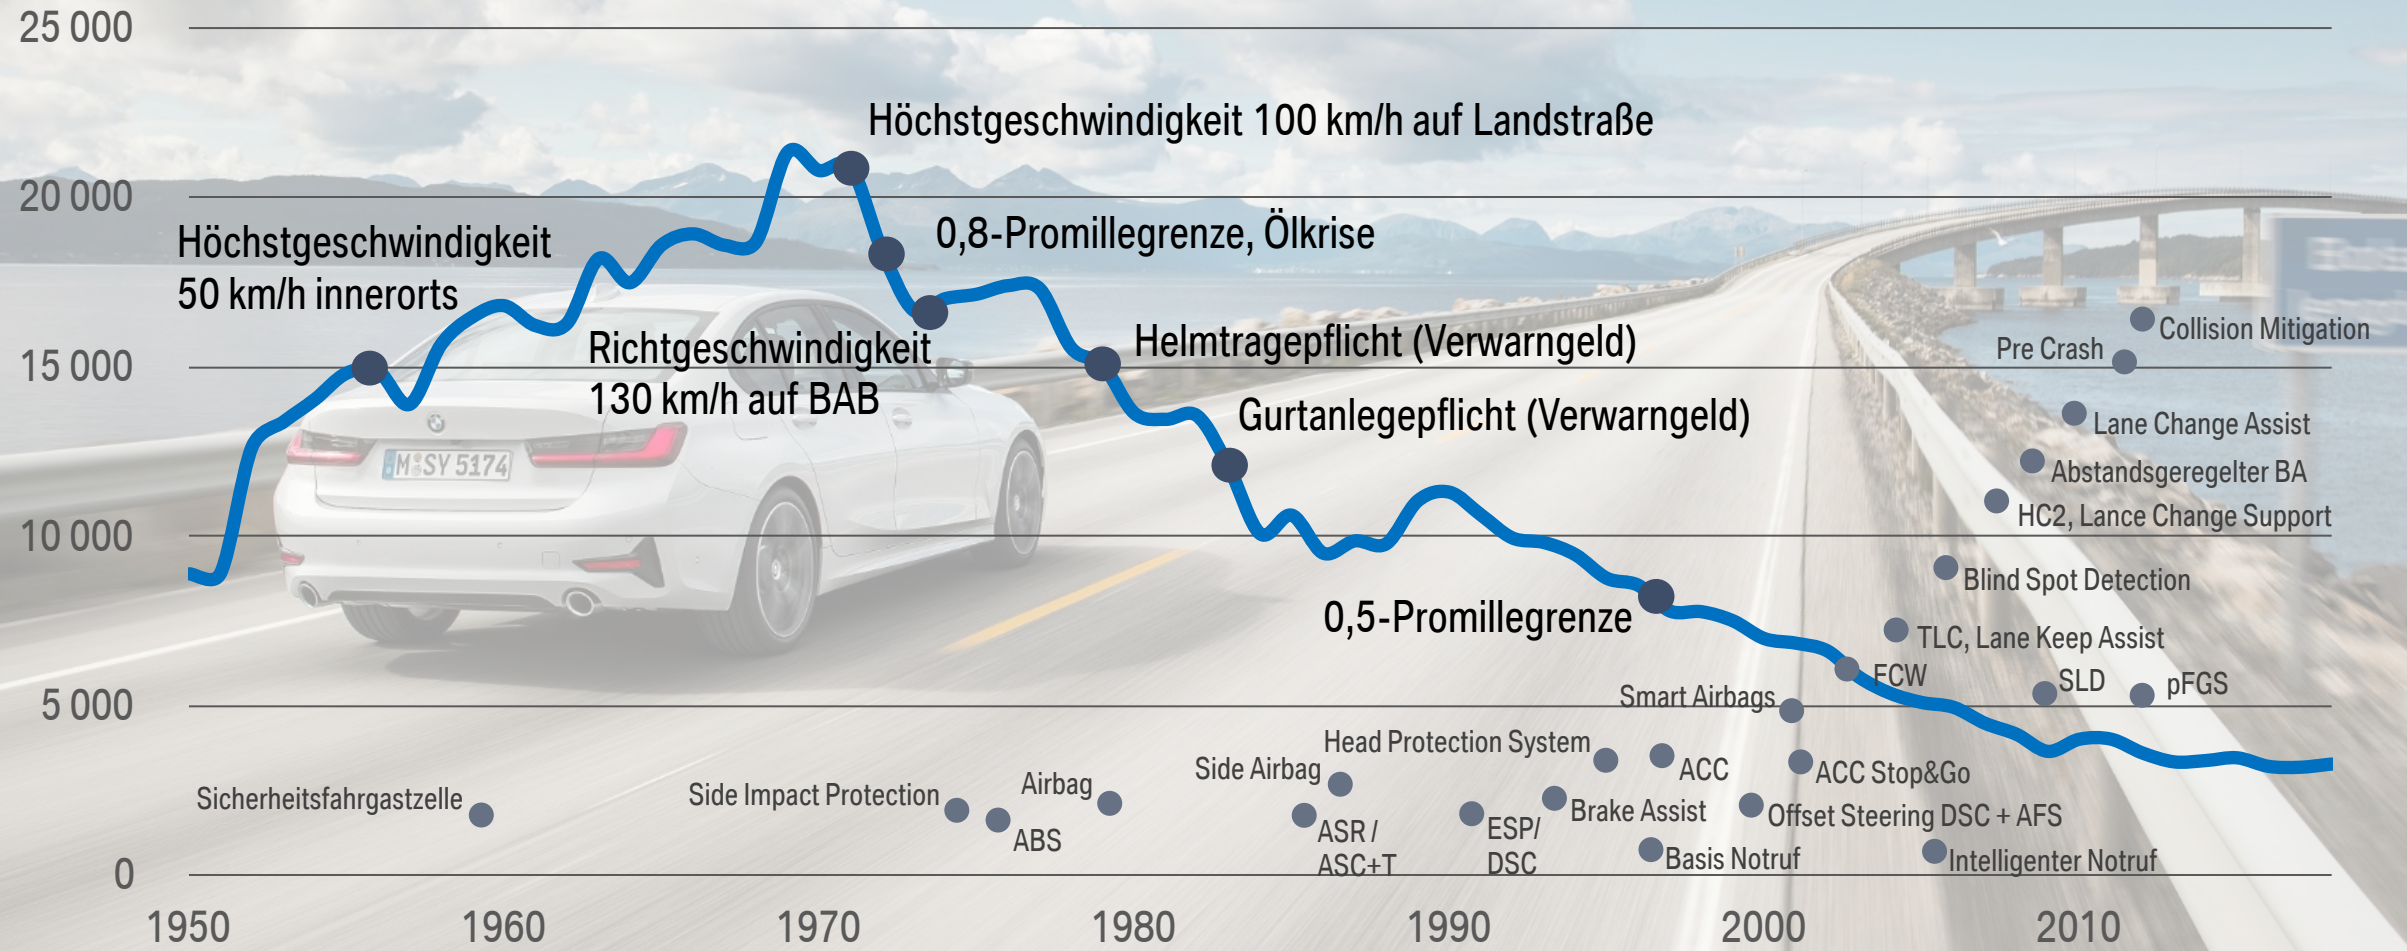 25 000
Höchstgeschwindigkeit 100 km/h auf Landstraße
20 000
0,8-Promillegrenze, Ölkrise
Höchstgeschwindigkeit
50 km/h innerorts
Richtgeschwindigkeit
130 km/h auf BAB
Helmtragepflicht (Verwarngeld)
Collision Mitigation
Pre Crash
15 000
Gurtanlegepflicht (Verwarngeld)
Lane Change Assist
M SY 5174
Abstandsgeregelter BA
HC2, Lance Change Support
10 000
Blind Spot Detection
0,5-Promillegrenze
TLC, Lane Keep Assist
FCW
SLD
pFGS
5 000
Smart Airbags
Head Protection System
ACC
ACC Stop&Go
Side Airbag
Airbag
Side Impact Protection
Sicherheitsfahrgastzelle
ABS
ASR /
ASC+T
ESP/
DSC
Brake Assist
Offset Steering DSC + AFS
Basis Notruf
Intelligenter Notruf
0
1950
1960
1970
1980
1990
2000
2010